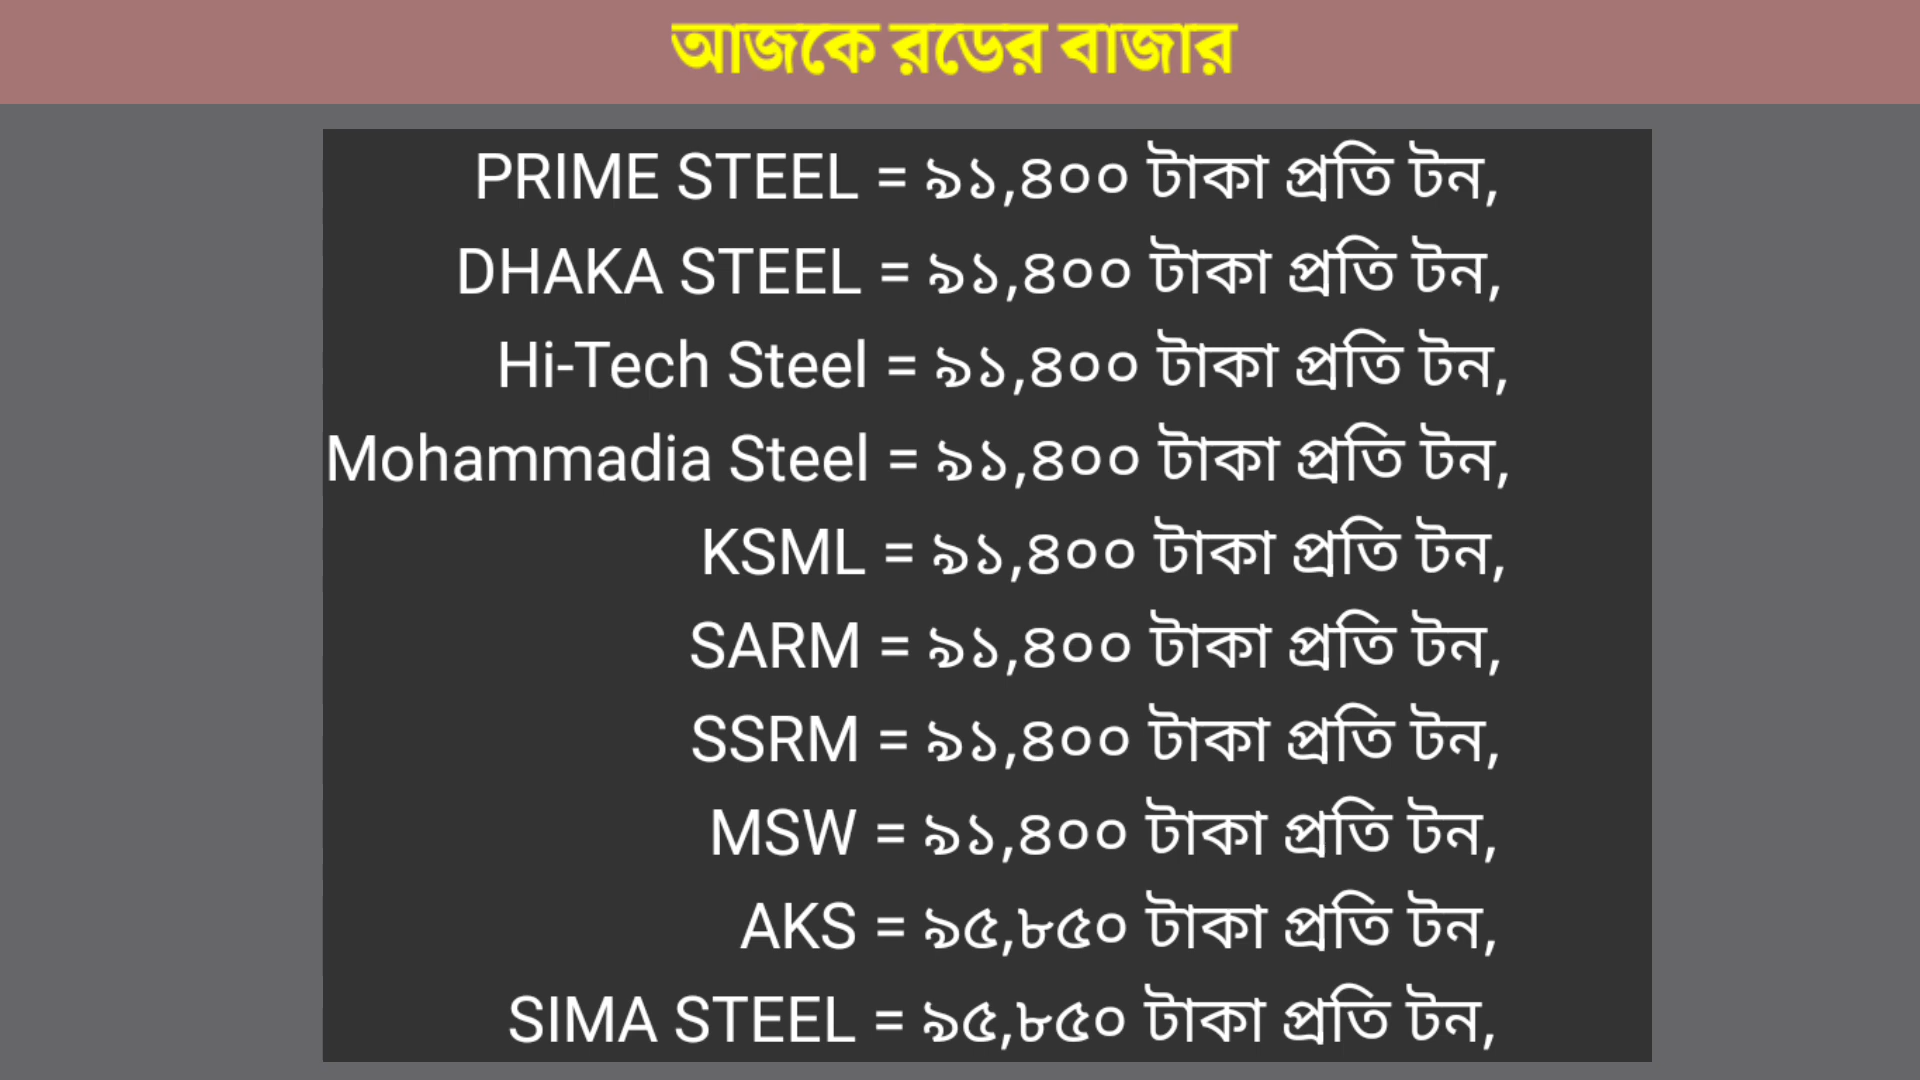 আজকে রডের বাজার
PRIME STEEL = ৯১,৪০০ টাকা প্রতি টন,
DHAKA STEEL = ৯১,৪০০ টাকা প্রতি টন,
Hi-Tech Steel = ৯১,৪০০ টাকা প্রতি টন,
Mohammadia Steel = ৯১,৪০০ টাকা প্রতি টন,
KSML = ৯১,৪০০ টাকা প্রতি টন,
SARM = ৯১,৪০০ টাকা প্রতি টন,
SSRM = ৯১,৪০০ টাকা প্রতি টন,
MSW = ৯১,৪০০ টাকা প্রতি টন,
AKS = ৯৫,৮৫০ টাকা প্রতি টন,
SIMA STEEL = ৯৫,৮৫০ টাকা প্রতি টন,